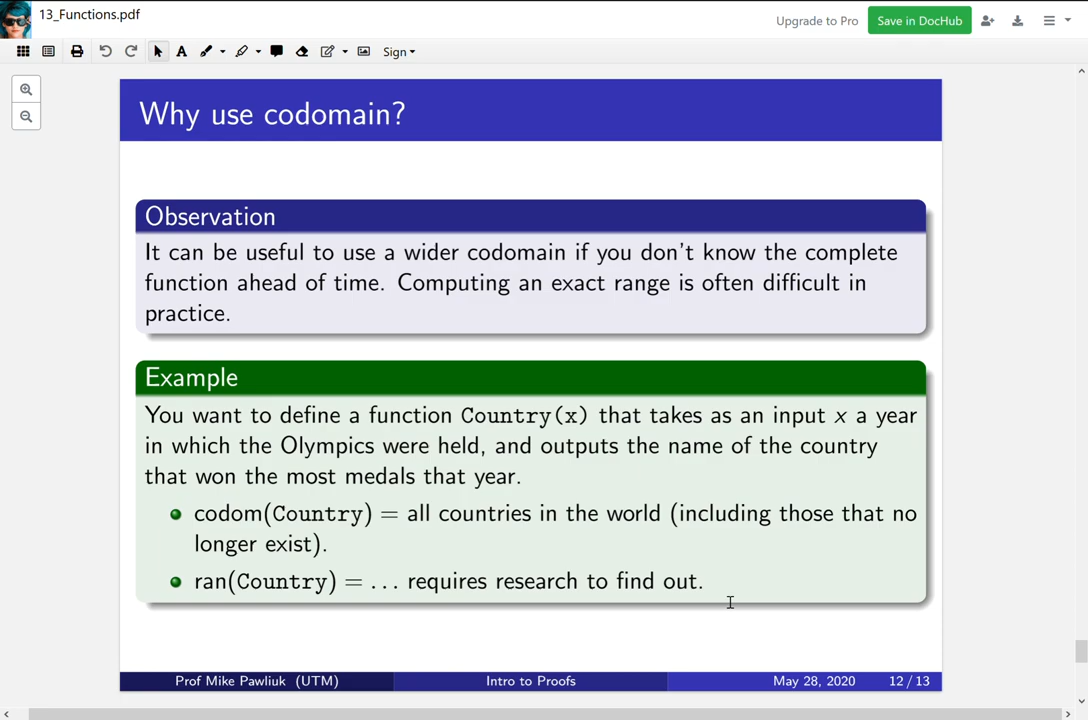 13_Functions.pdf
Upgrade to Pro
Save in DocHub
A
Sign
Why use codomain?
Observation
It can be useful to use a wider codomain if you don't know the complete
function ahead of time. Computing an exact range is often difficult in
practice.
Example
You want to define a function Country(x) that takes as an input x a year
in which the Olympics were held, and outputs the name of the country
that won the most medals that year.
codom(Country) = all countries in the world (including those that no
longer exist).
ran(Country) = ... requires research to find out.
Prof Mike Pawliuk (UTM) Intro to Proofs May 28, 2020 12/13